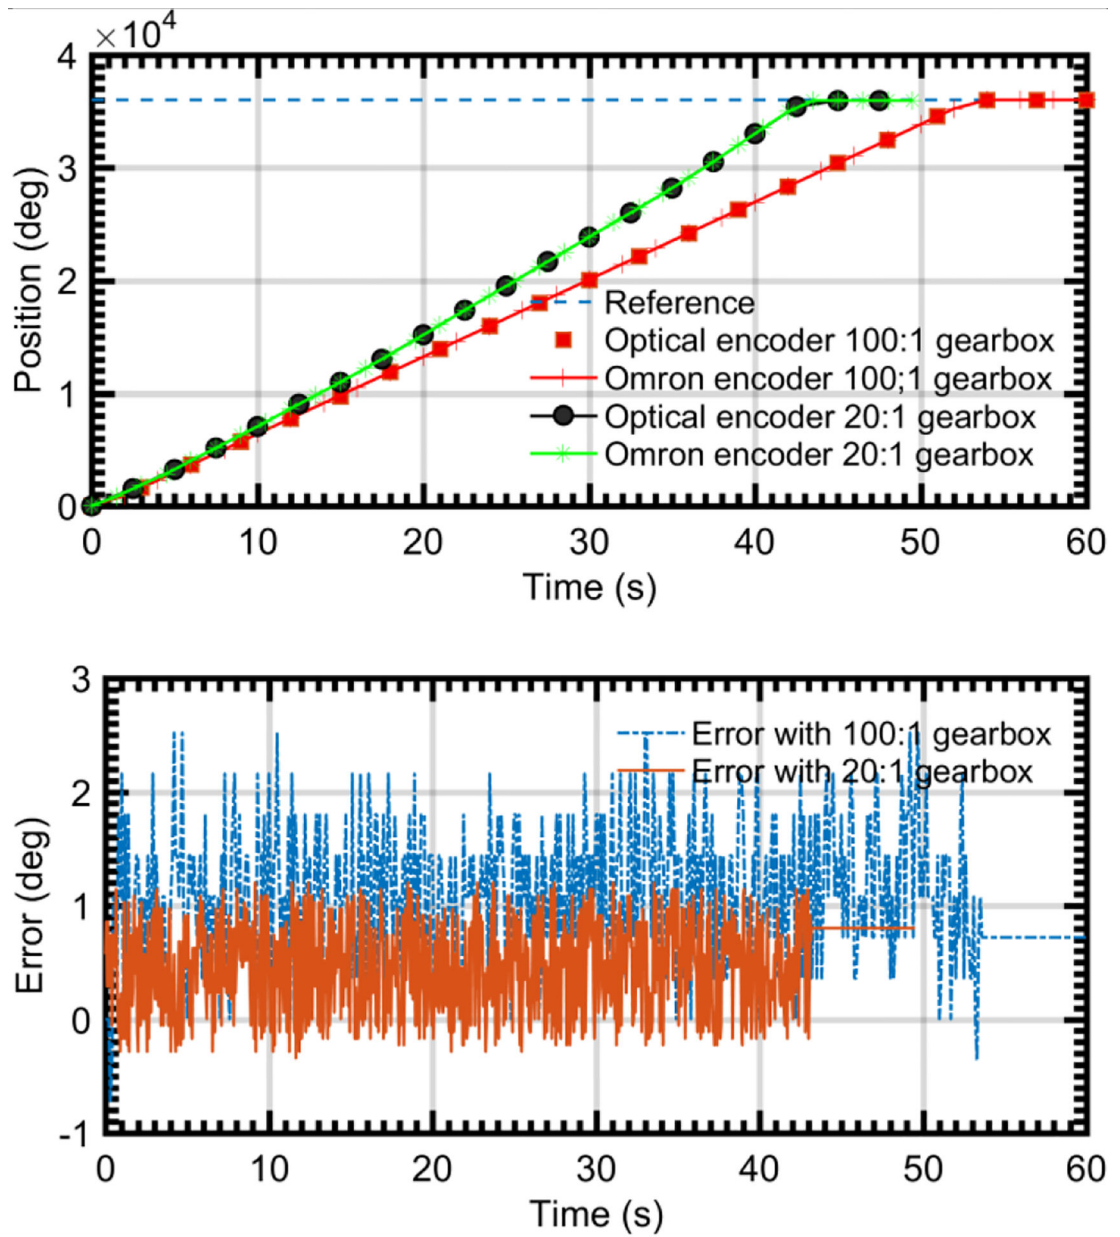 ×10⁴
4
3
2
1
0
Position (deg)
Reference
Optical encoder 100:1 gearbox
Omron encoder 100;1 gearbox
Optical encoder 20:1 gearbox
Omron encoder 20:1 gearbox
0 10 20 30 40 50 60
Time (s)
3
2
1
0
-1
Error (deg)
Error with 100:1 gearbox
Error with 20:1 gearbox
0 10 20 30 40 50 60
Time (s)